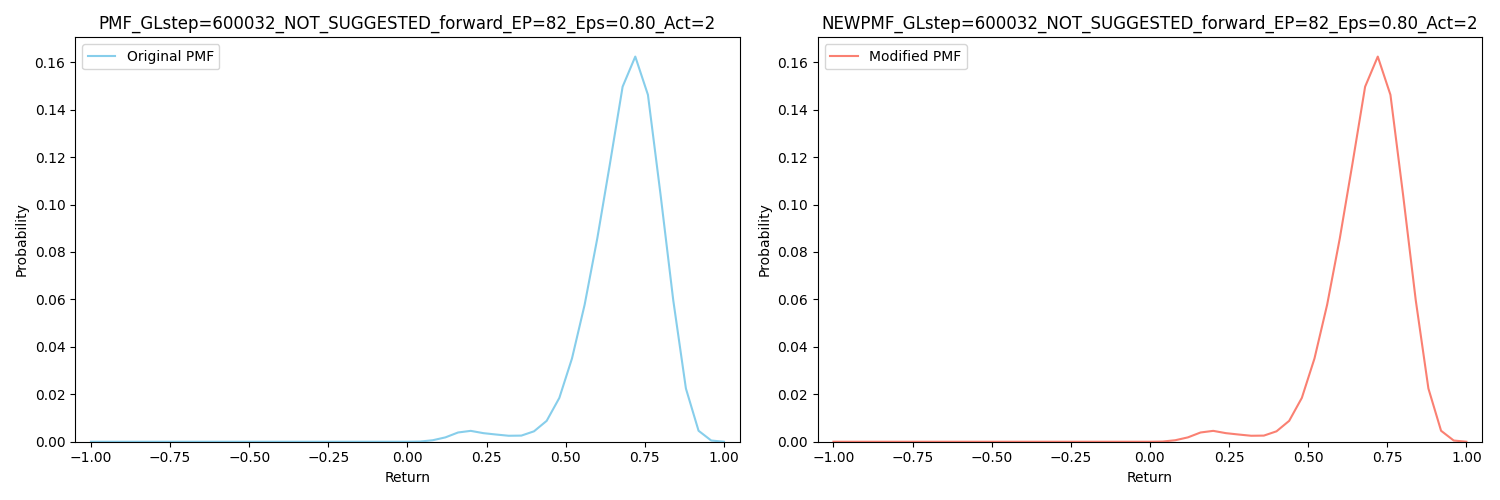 PMF_GLstep=600032_NOT_SUGGESTED_forward_EP=82_Eps=0.80_Act=2
Original PMF
Probability
0.16
0.14
0.12
0.10
0.08
0.06
0.04
0.02
0.00
−1.00 −0.75 −0.50 −0.25 0.00 0.25 0.50 0.75 1.00
Return
NEWPMF_GLstep=600032_NOT_SUGGESTED_forward_EP=82_Eps=0.80_Act=2
Modified PMF
Probability
0.16
0.14
0.12
0.10
0.08
0.06
0.04
0.02
0.00
−1.00 −0.75 −0.50 −0.25 0.00 0.25 0.50 0.75 1.00
Return